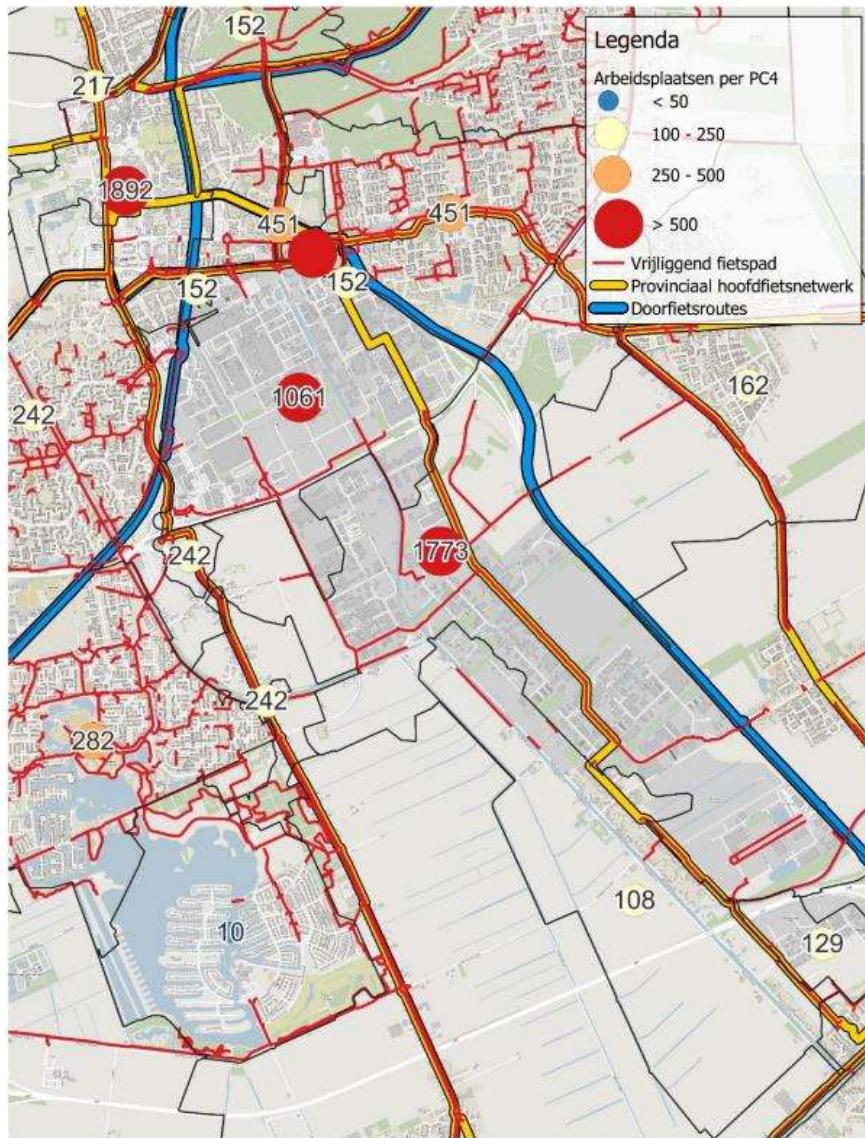 152
217
1892
451
451
152
152
1061
242
162
242
1773
242
282
10
108
129
Legenda
Arbeidsplaatsen per PC4
< 50
100 - 250
250 - 500
> 500
Vrijliggend fietspad
Provinciaal hoofdfietsnetwerk
Doorfietsroutes